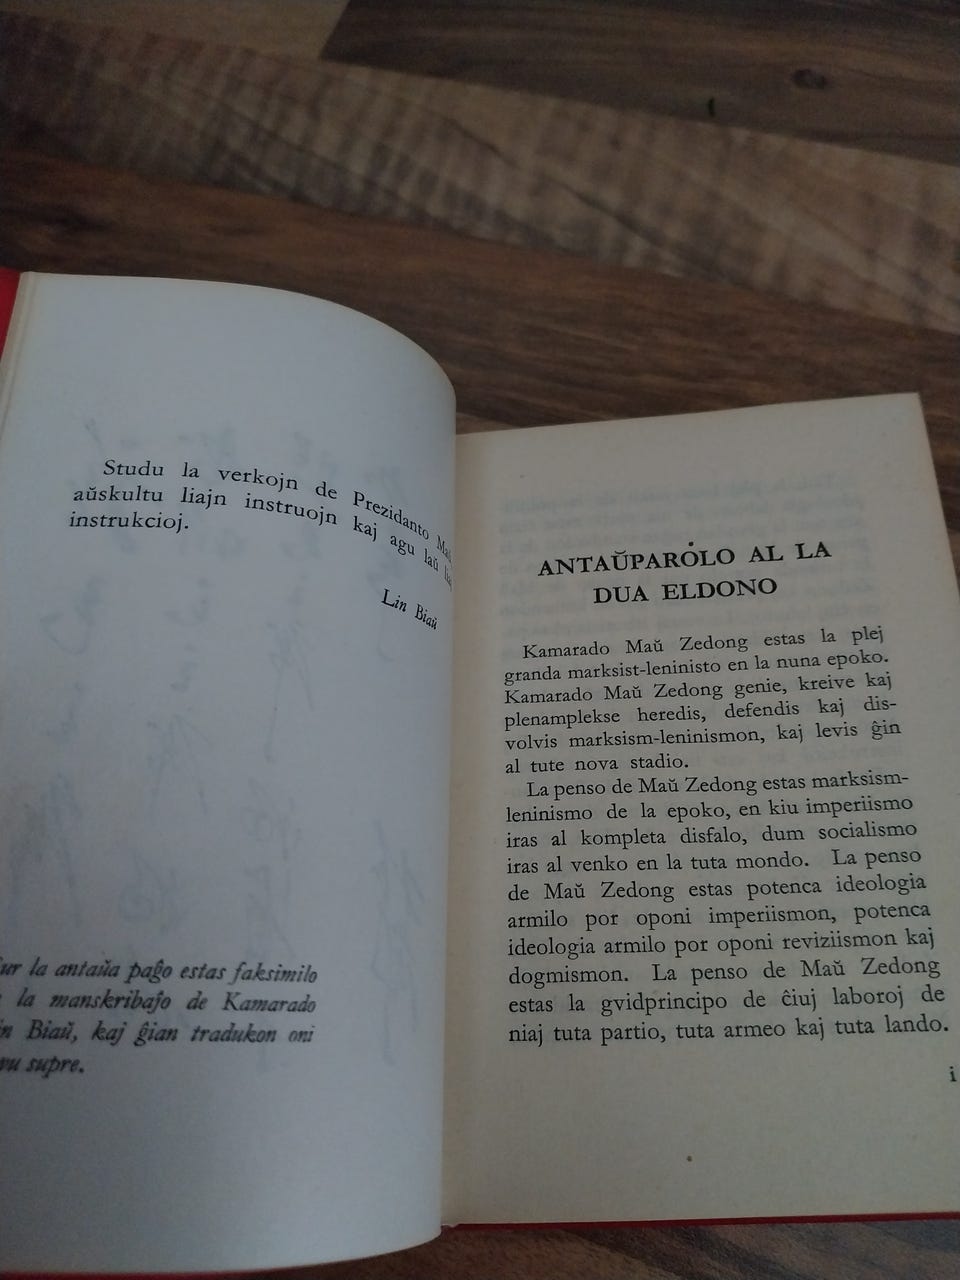 Studu la verkojn de Prezidanto Maŭ,
aŭskultu liajn instruojn kaj agu laŭ liaj
instrukcioj.
Lin Biaŭ
la antaŭa paĝo estas faksimilo
la manskribaĵo de Kamarado
Biaŭ, kaj ĝian tradukon oni
supre.
ANTAŬPAROLO AL LA
DUA ELDONO
Kamarado Maŭ Zedong estas la plej
granda marksist-leninisto en la nuna epoko.
Kamarado Maŭ Zedong genie, kreive kaj
plenamplekse heredis, defendis kaj dis-
volvis marksism-leninismon, kaj levis ĝin
al tute nova stadio.
La penso de Maŭ Zedong estas marksism-
leninismo de la epoko, en kiu imperiismo
iras al kompleta disfalo, dum socialismo
iras al venko en la tuta mondo. La penso
de Maŭ Zedong estas potenca ideologia
armilo por oponi imperiismon, potenca
ideologia armilo por oponi reviziismon kaj
dogmismon. La penso de Maŭ Zedong
estas la gvidprincipo de ĉiuj laboroj de
niaj tuta partio, tuta armeo kaj tuta lando.
i